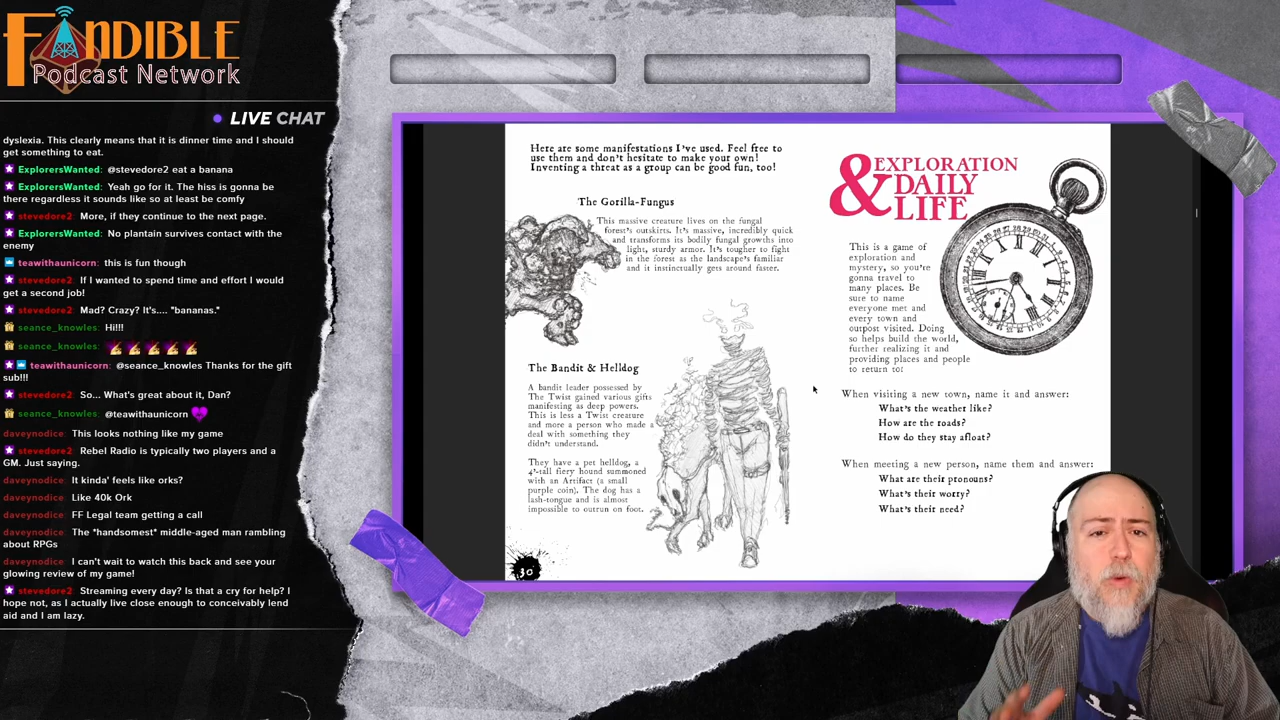 FANDIBLE
Podcast Network
LIVE CHAT
dyslexia. This clearly means that it is dinner time and I should
get something to eat.
ExplorersWanted: @stevedore2 eat a banana
ExplorersWanted: Yeah go for it. The hiss is gonna be
there regardless it sounds like so at least be comfy
stevedore2: More, if they continue to the next page.
ExplorersWanted: No plantain survives contact with the
enemy
teawithaunicorn: this is fun though
stevedore2: If I wanted to spend time and effort I would
get a second job!
stevedore2: Mad? Crazy? It's.... "bananas."
seance_knowles: Hi!!!
seance_knowles:
teawithaunicorn: @seance_knowles Thanks for the gift
sub!!!
stevedore2: So... What's great about it, Dan?
seance_knowles: @teawithaunicorn
daveynodice: This looks nothing like my game
stevedore2: Rebel Radio is typically two players and a
GM. Just saying.
daveynodice: It kinda' feels like orks?
daveynodice: Like 40k Ork
daveynodice: FF Legal team getting a call
daveynodice: The *handsomest* middle-aged man rambling
about RPGs
daveynodice: I can't wait to watch this back and see your
glowing review of my game!
stevedore2: Streaming every day? Is that a cry for help? I
hope not, as I actually live close enough to conceivably lend
aid and I am lazy.
Here are some manifestations I've used. Feel free to
use them and don't hesitate to make your own!
Inventing a threat as a group can be good fun, too!
The Gorilla-Fungus
This massive creature lives on the fungal
forest's outskirts. It's massive, incredibly quick
and transforms its bodily fungal growths into
light, sturdy armor. It's tougher to fight
in the forest as the landscape's familiar
and it instinctually gets around faster.
The Bandit & Helldog
A bandit leader possessed by
The Twist gained various gifts
manifesting as deep powers.
This is less a Twist creature
and more a person who made a
deal with something they
didn't understand.
They have a pet helldog, a
4'-tall fiery hound summoned
with an Artifact (a small
purple coin). The dog has a
lash-tongue and is almost
impossible to outrun on foot.
30
& EXPLORATION
DAILY
LIFE
This is a game of
exploration and
mystery, so you're
gonna travel to
many places. Be
sure to name
everyone met and
every town and
outpost visited. Doing
so helps build the world,
further realizing it and
providing places and people
to return to!
When visiting a new town, name it and answer:
What's the weather like?
How are the roads?
How do they stay afloat?
When meeting a new person, name them and answer:
What are their pronouns?
What's their worry?
What's their need?